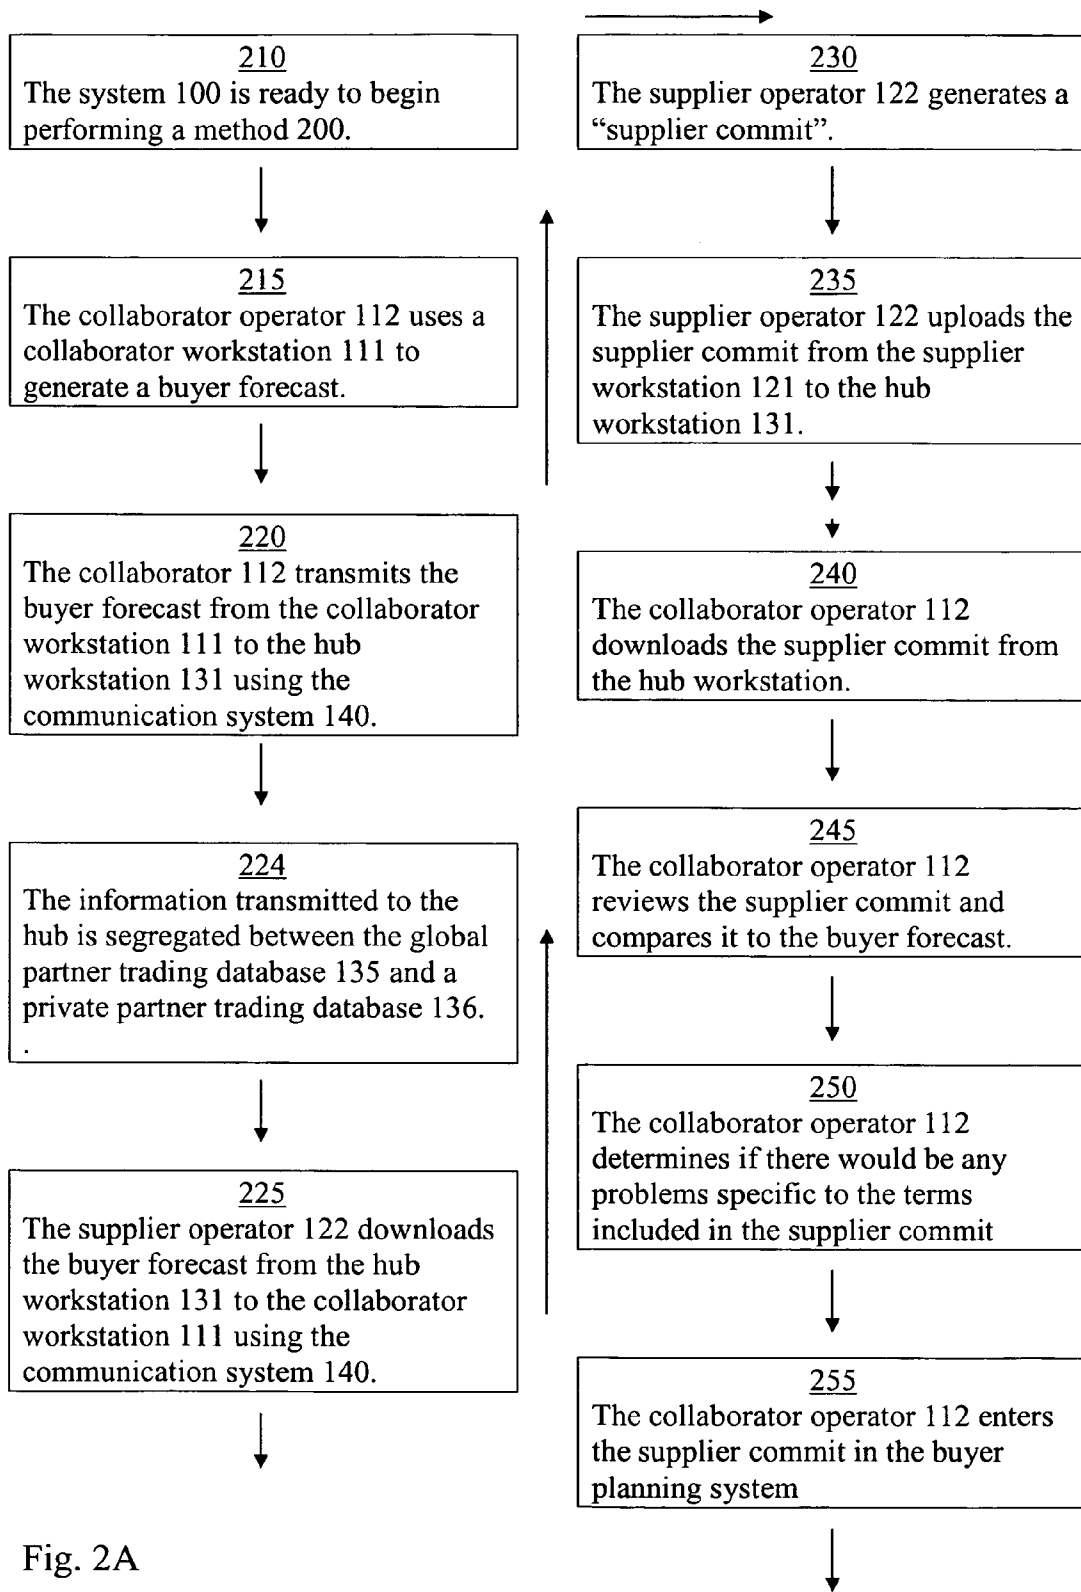 210
The system 100 is ready to begin
performing a method 200.
215
The collaborator operator 112 uses a
collaborator workstation 111 to
generate a buyer forecast.
220
The collaborator 112 transmits the
buyer forecast from the collaborator
workstation 111 to the hub
workstation 131 using the
communication system 140.
224
The information transmitted to the
hub is segregated between the global
partner trading database 135 and a
private partner trading database 136.
.
225
The supplier operator 122 downloads
the buyer forecast from the hub
workstation 131 to the collaborator
workstation 111 using the
communication system 140.
230
The supplier operator 122 generates a
“supplier commit”.
235
The supplier operator 122 uploads the
supplier commit from the supplier
workstation 121 to the hub
workstation 131.
240
The collaborator operator 112
downloads the supplier commit from
the hub workstation.
245
The collaborator operator 112
reviews the supplier commit and
compares it to the buyer forecast.
250
The collaborator operator 112
determines if there would be any
problems specific to the terms
included in the supplier commit
255
The collaborator operator 112 enters
the supplier commit in the buyer
planning system
Fig. 2A